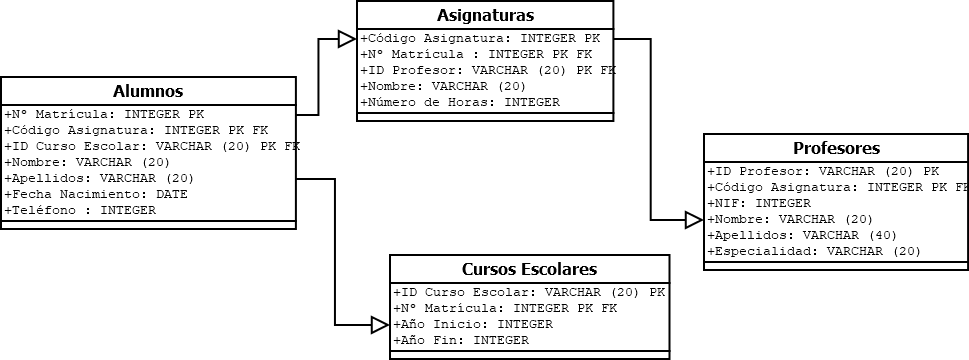 Asignaturas
+Código Asignatura: INTEGER PK
+Nº Matrícula : INTEGER PK FK
+ID Profesor: VARCHAR (20) PK FK
+Nombre: VARCHAR (20)
+Número de Horas: INTEGER
Alumnos
+Nº Matrícula: INTEGER PK
+Código Asignatura: INTEGER PK FK
+ID Curso Escolar: VARCHAR (20) PK FK
+Nombre: VARCHAR (20)
+Apellidos: VARCHAR (20)
+Fecha Nacimiento: DATE
+Teléfono : INTEGER
Profesores
+ID Profesor: VARCHAR (20) PK
+Código Asignatura: INTEGER PK FK
+NIF: INTEGER
+Nombre: VARCHAR (20)
+Apellidos: VARCHAR (40)
+Especialidad: VARCHAR (20)
Cursos Escolares
+ID Curso Escolar: VARCHAR (20) PK
+Nº Matrícula: INTEGER PK FK
+Año Inicio: INTEGER
+Año Fin: INTEGER